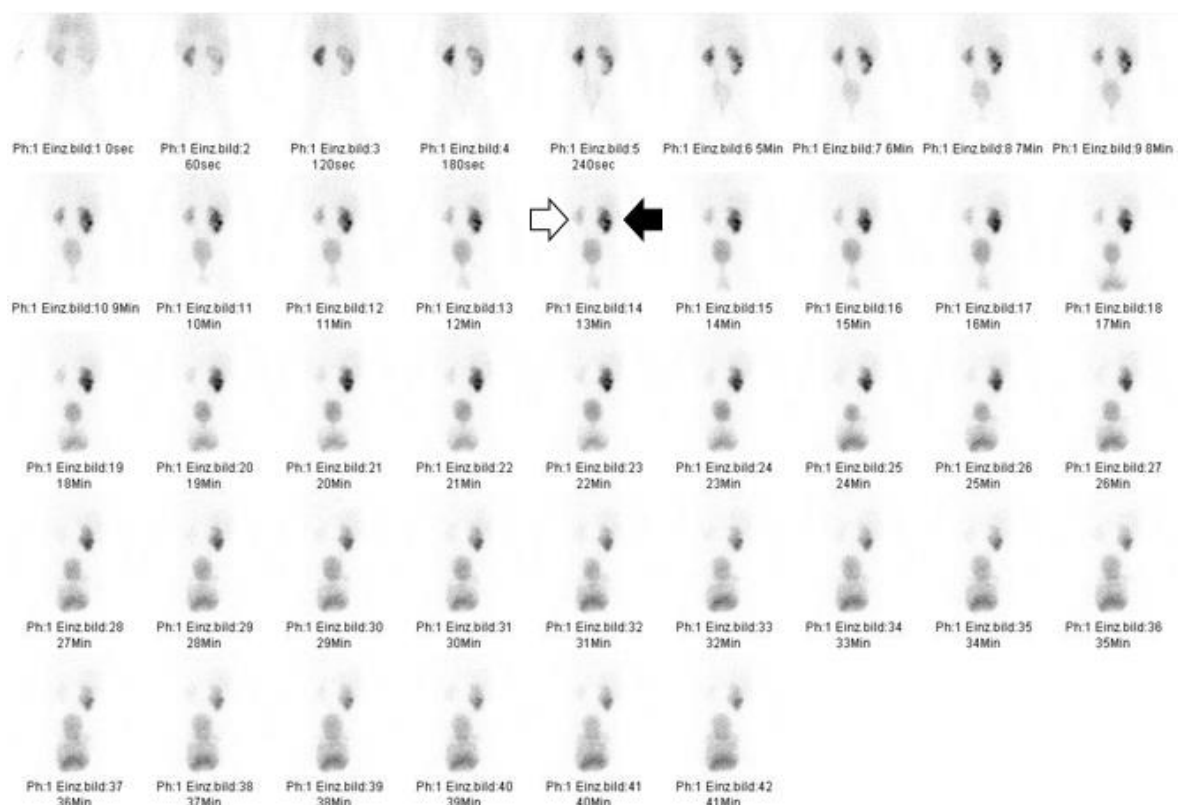 Ph:1 Einz.bild:1 0sec
Ph:1 Einz.bild:2
60sec
Ph:1 Einz.bild:3
120sec
Ph:1 Einz.bild:4
180sec
Ph:1 Einz.bild:5
240sec
Ph:1 Einz.bild:6 5Min
Ph:1 Einz.bild:7 6Min
Ph:1 Einz.bild:8 7Min
Ph:1 Einz.bild:9 8Min
Ph:1 Einz.bild:10 9Min
Ph:1 Einz.bild:11
10Min
Ph:1 Einz.bild:12
11Min
Ph:1 Einz.bild:13
12Min
Ph:1 Einz.bild:14
13Min
Ph:1 Einz.bild:15
14Min
Ph:1 Einz.bild:16
15Min
Ph:1 Einz.bild:17
16Min
Ph:1 Einz.bild:18
17Min
Ph:1 Einz.bild:19
18Min
Ph:1 Einz.bild:20
19Min
Ph:1 Einz.bild:21
20Min
Ph:1 Einz.bild:22
21Min
Ph:1 Einz.bild:23
22Min
Ph:1 Einz.bild:24
23Min
Ph:1 Einz.bild:25
24Min
Ph:1 Einz.bild:26
25Min
Ph:1 Einz.bild:27
26Min
Ph:1 Einz.bild:28
27Min
Ph:1 Einz.bild:29
28Min
Ph:1 Einz.bild:30
29Min
Ph:1 Einz.bild:31
30Min
Ph:1 Einz.bild:32
31Min
Ph:1 Einz.bild:33
32Min
Ph:1 Einz.bild:34
33Min
Ph:1 Einz.bild:35
34Min
Ph:1 Einz.bild:36
35Min
Ph:1 Einz.bild:37
36Min
Ph:1 Einz.bild:38
37Min
Ph:1 Einz.bild:39
38Min
Ph:1 Einz.bild:40
39Min
Ph:1 Einz.bild:41
40Min
Ph:1 Einz.bild:42
41Min